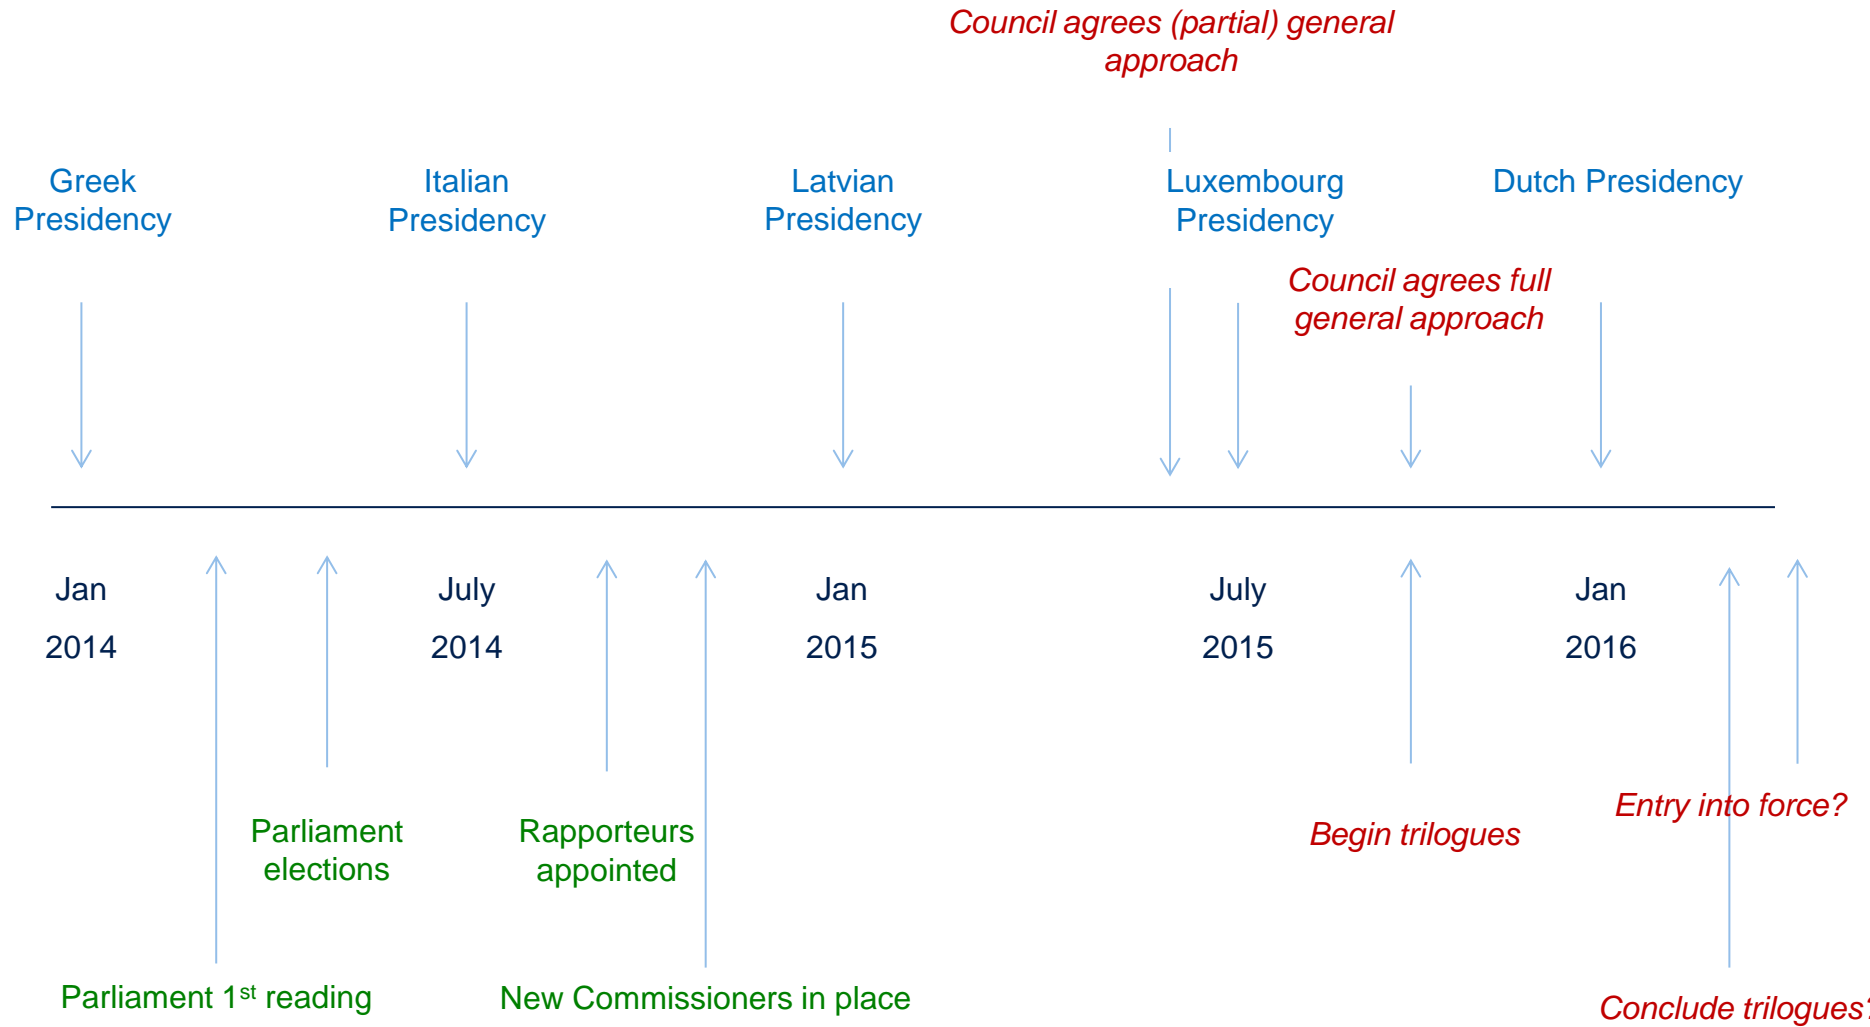 Council agrees (partial) general
approach
Greek
Presidency
Italian
Presidency
Latvian
Presidency
Luxembourg
Presidency
Dutch Presidency
Council agrees full
general approach
Jan
2014
July
2014
Jan
2015
July
2015
Jan
2016
Parliament
elections
Rapporteurs
appointed
Begin trilogues
Entry into force?
Parliament 1st reading
New Commissioners in place
Conclude trilogues?